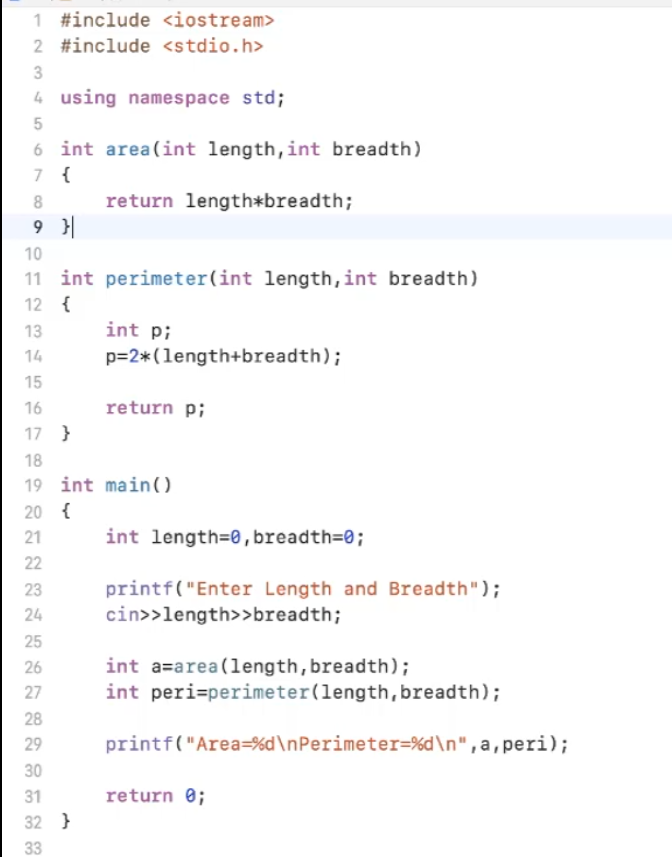 1 #include <iostream>
2 #include <stdio.h>
3
4 using namespace std;
5
6 int area(int length,int breadth)
7 {
8     return length*breadth;
9 }
10
11 int perimeter(int length,int breadth)
12 {
13     int p;
14     p=2*(length+breadth);
15
16     return p;
17 }
18
19 int main()
20 {
21     int length=0,breadth=0;
22
23     printf("Enter Length and Breadth");
24     cin>>length>>breadth;
25
26     int a=area(length,breadth);
27     int peri=perimeter(length,breadth);
28
29     printf("Area=%d\nPerimeter=%d\n",a,peri);
30
31     return 0;
32 }
33